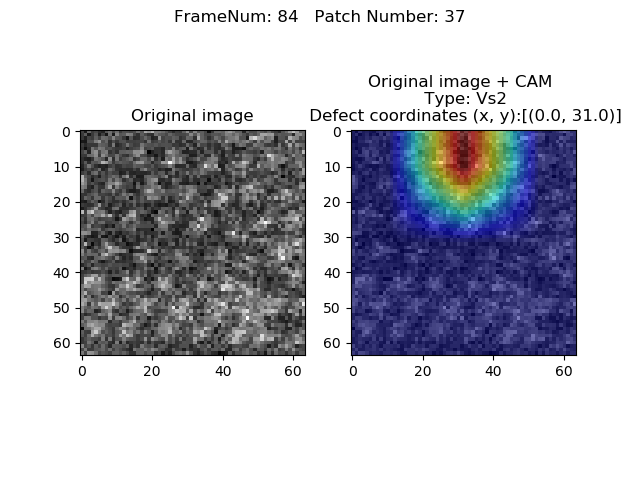 FrameNum: 84   Patch Number: 37
Original image
Original image + CAM
Type: Vs2
Defect coordinates (x, y):[(0.0, 31.0)]
0
10
20
30
40
50
60
0 20 40 60
0
10
20
30
40
50
60
0 20 40 60